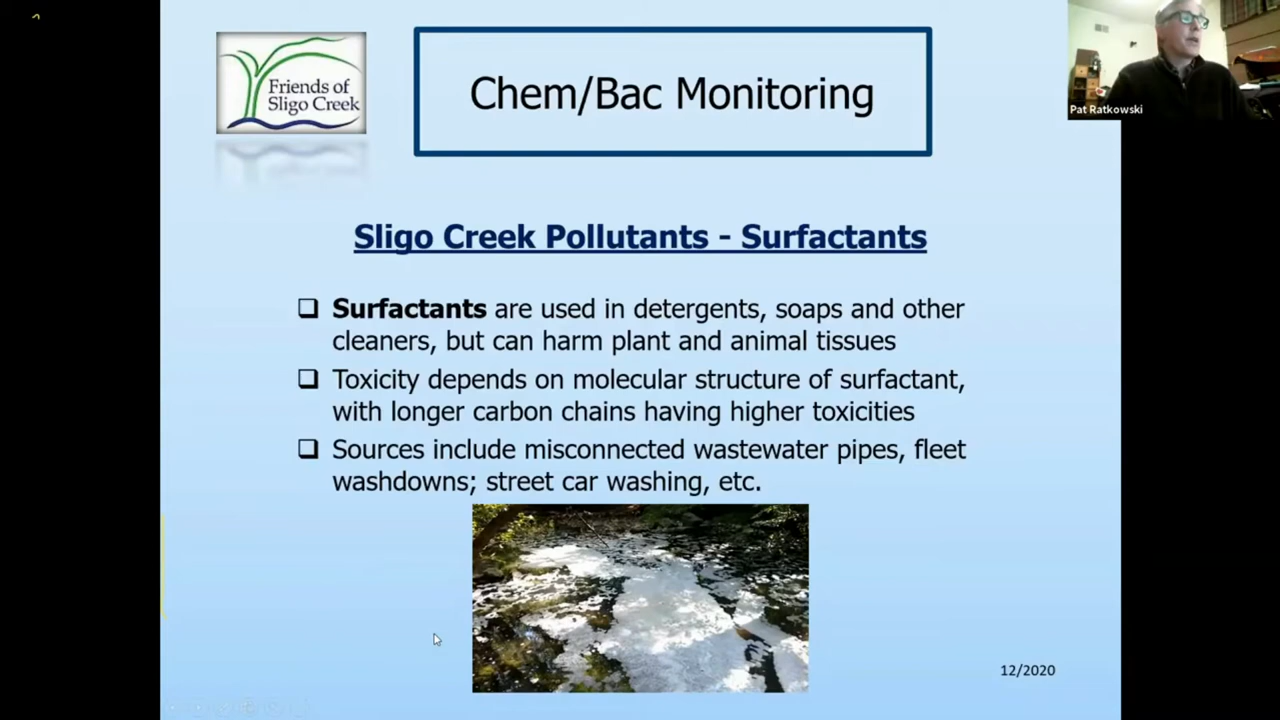 Friends of
Sligo Creek
Chem/Bac Monitoring
Pat Ratkowski
Sligo Creek Pollutants - Surfactants
❑ Surfactants are used in detergents, soaps and other
cleaners, but can harm plant and animal tissues
❑ Toxicity depends on molecular structure of surfactant,
with longer carbon chains having higher toxicities
❑ Sources include misconnected wastewater pipes, fleet
washdowns; street car washing, etc.
12/2020